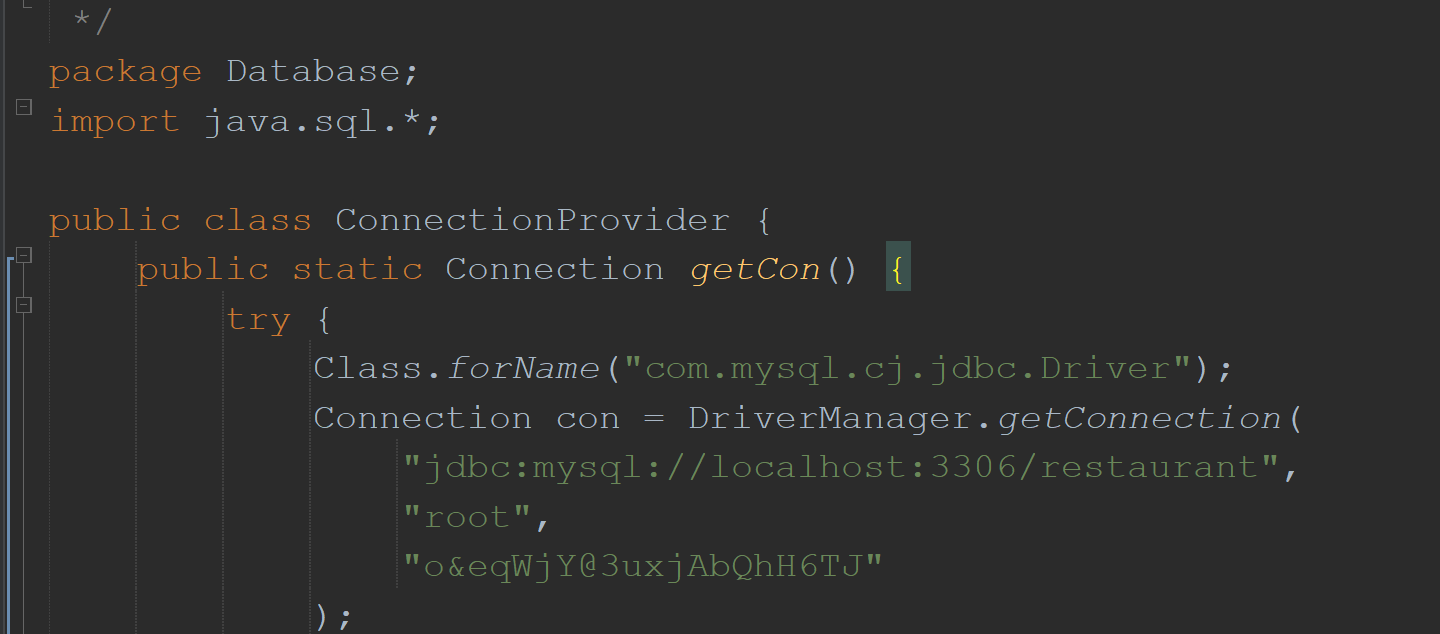 */
package Database;
import java.sql.*;
public class ConnectionProvider {
public static Connection getCon() {
try {
Class.forName("com.mysql.cj.jdbc.Driver");
Connection con = DriverManager.getConnection(
"jdbc:mysql://localhost:3306/restaurant",
"root",
"o&eqWjY@3uxjAbQhH6TJ"
);